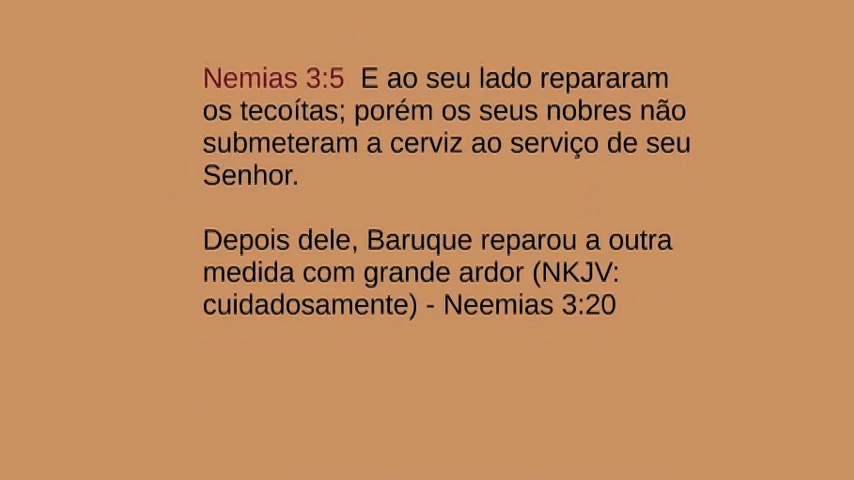 Nemias 3:5  E ao seu lado repararam
os tecoítas; porém os seus nobres não
submeteram a cerviz ao serviço de seu
Senhor.
Depois dele, Baruque reparou a outra
medida com grande ardor (NKJV:
cuidadosamente) - Neemias 3:20